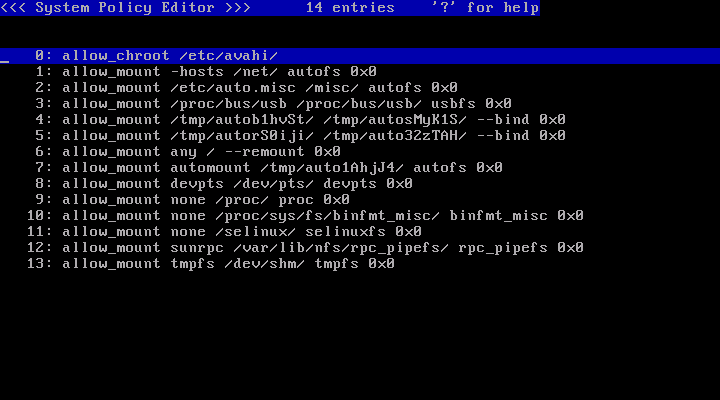 <<< System Policy Editor >>>      14 entries    '?' for help
0: allow_chroot /etc/avahi/
1: allow_mount -hosts /net/ autofs 0x0
2: allow_mount /etc/auto.misc /misc/ autofs 0x0
3: allow_mount /proc/bus/usb /proc/bus/usb/ usbfs 0x0
4: allow_mount /tmp/autob1hvSt/ /tmp/autosMyK1S/ --bind 0x0
5: allow_mount /tmp/autorS0iji/ /tmp/auto3ZzTAH/ --bind 0x0
6: allow_mount any / --remount 0x0
7: allow_mount automount /tmp/auto1AhjJ4/ autofs 0x0
8: allow_mount devpts /dev/pts/ devpts 0x0
9: allow_mount none /proc/ proc 0x0
10: allow_mount none /proc/sys/fs/binfmt_misc/ binfmt_misc 0x0
11: allow_mount none /selinux/ selinuxfs 0x0
12: allow_mount sunrpc /var/lib/nfs/rpc_pipefs/ rpc_pipefs 0x0
13: allow_mount tmpfs /dev/shm/ tmpfs 0x0